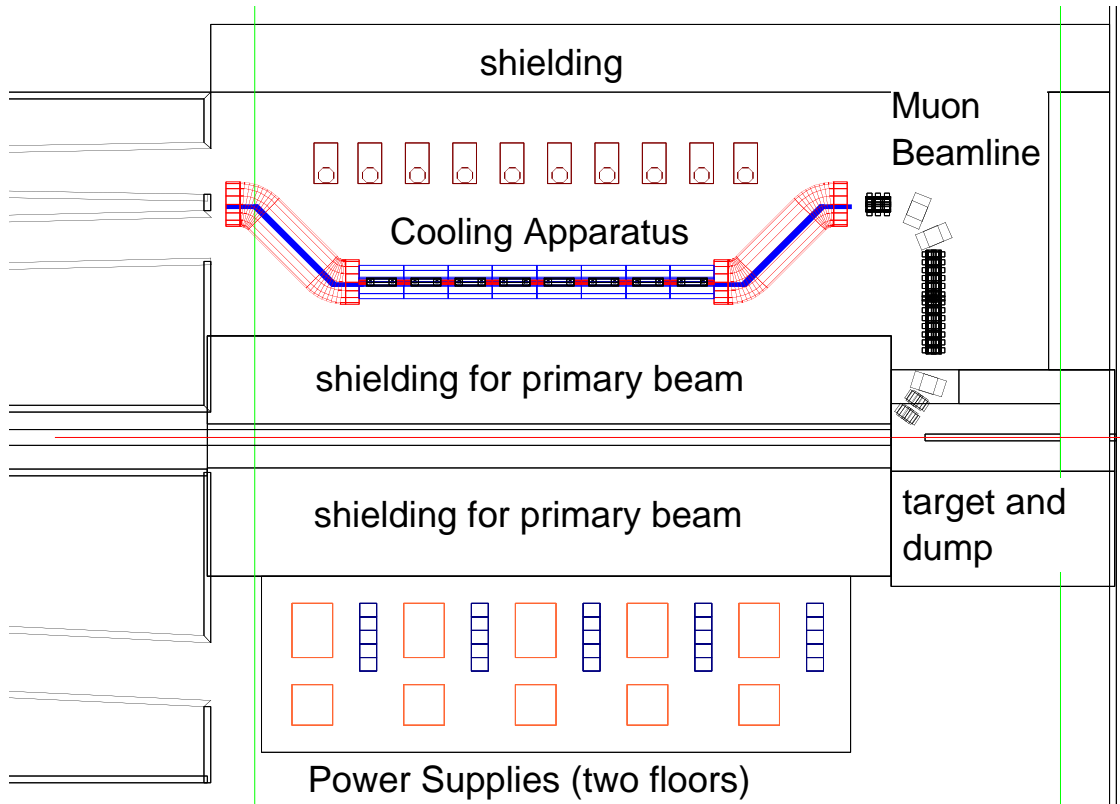 shielding
Muon
Beamline
Cooling Apparatus
shielding for primary beam
shielding for primary beam
target and
dump
Power Supplies (two floors)